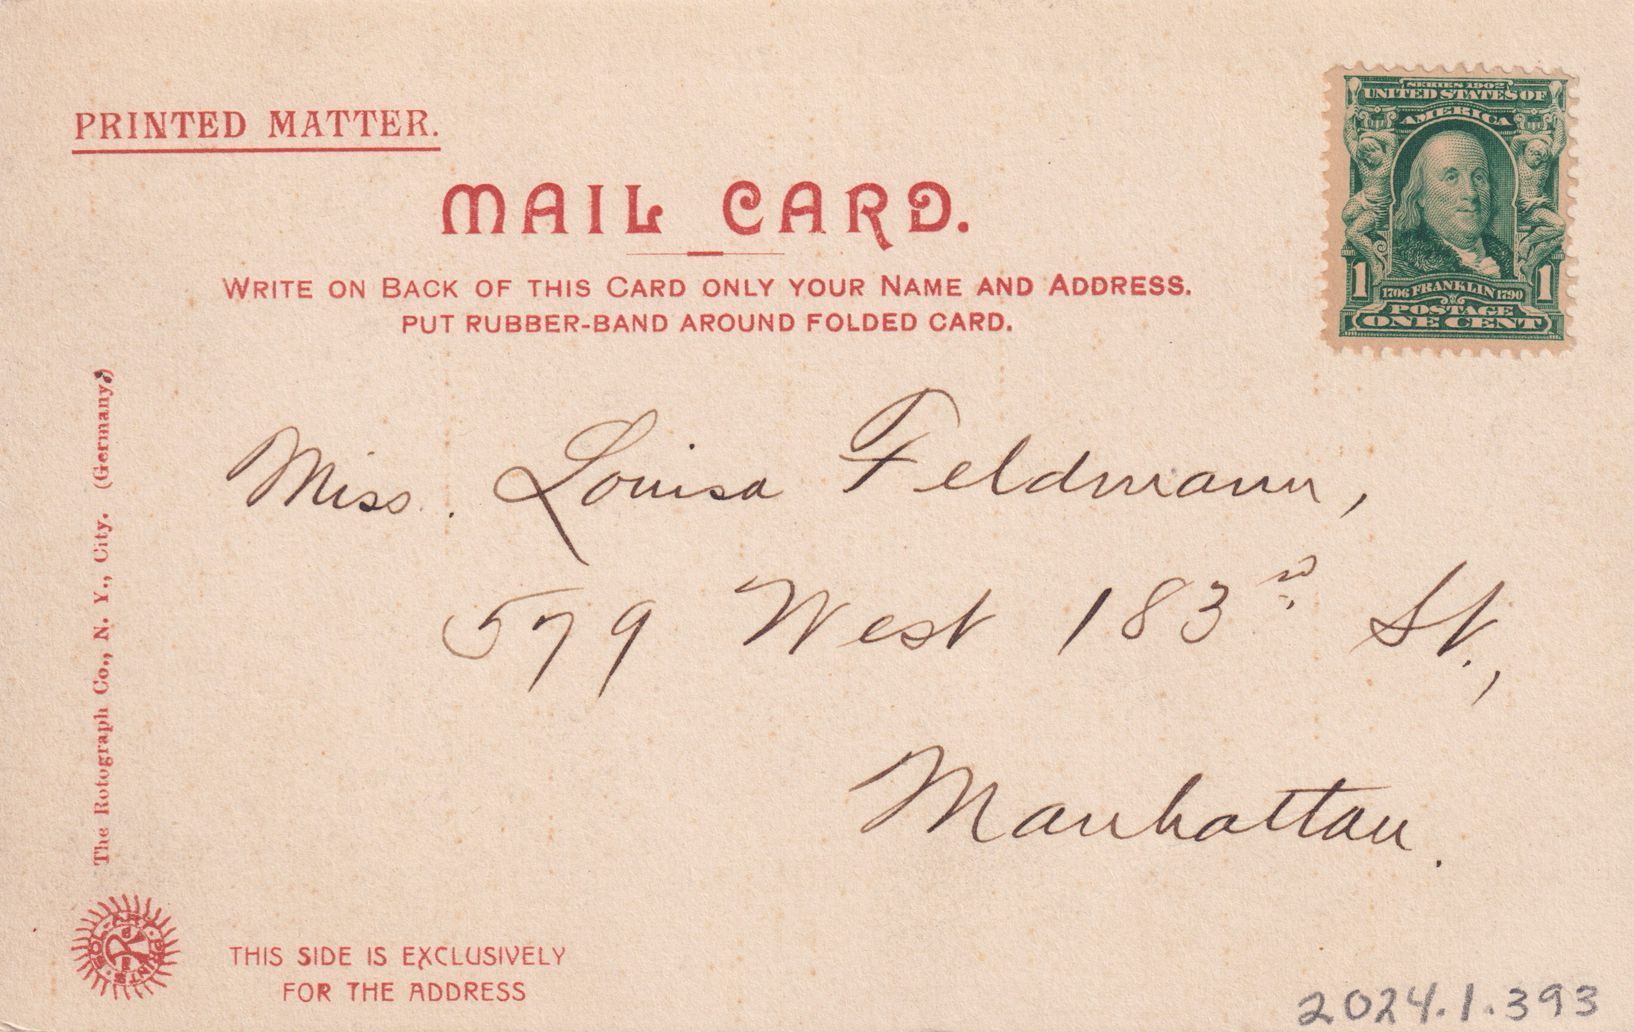 PRINTED MATTER.
MAIL CARD.
WRITE ON BACK OF THIS CARD ONLY YOUR NAME AND ADDRESS.
PUT RUBBER-BAND AROUND FOLDED CARD.
SERIES 1902
UNITED STATES OF
AMERICA
1 1
1706 FRANKLIN 1790
POSTAGE
ONE CENT
Miss. Louisa Feldmann,
579 West 183rd St.,
Manhattan.
The Rotograph Co., N. Y., City. (Germany.)
SOL ART PRINTS
THIS SIDE IS EXCLUSIVELY
FOR THE ADDRESS
2024.1.393